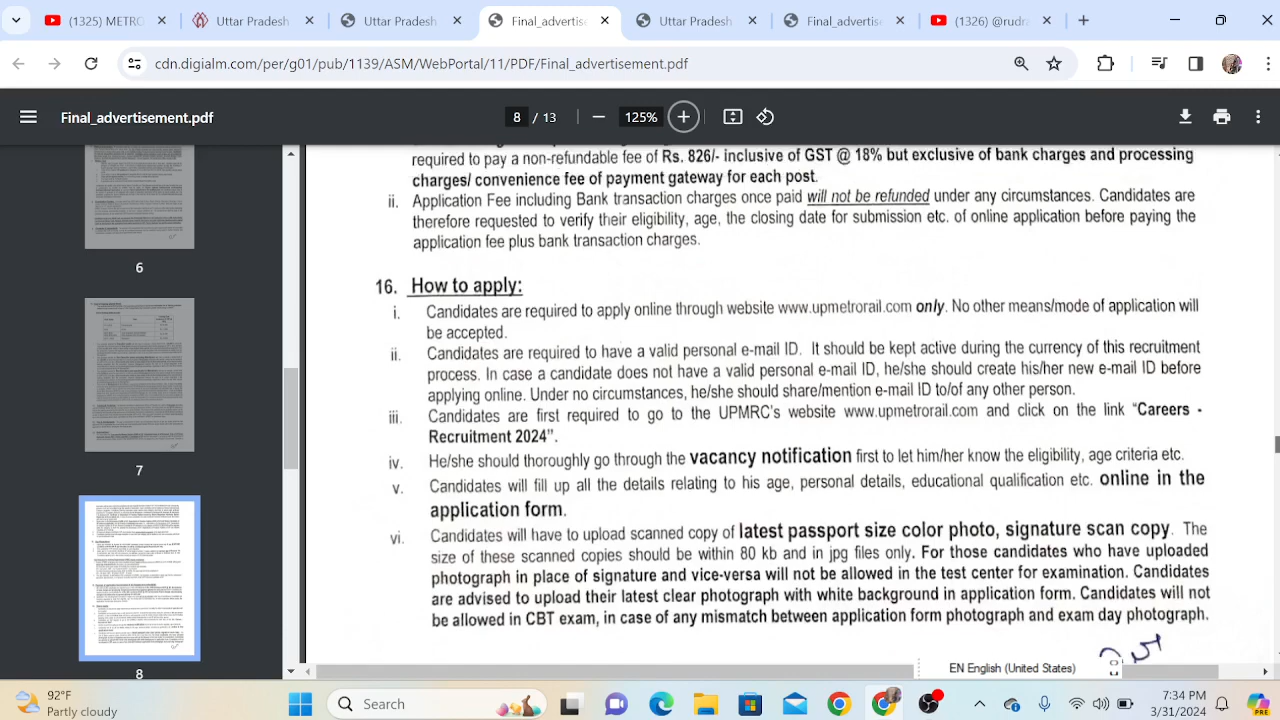 (1325) METRO
Uttar Pradesh
Uttar Pradesh
Final_advertise
Uttar Pradesh
Final_advertise
(1326) @rudr
cdn.digialm.com/per/g01/pub/1139/ASM/WebPortal/11/PDF/Final_advertisement.pdf
Final_advertisement.pdf
8 /
125%
required to pay a non-refundable fee of Rs. 826/- inclusive of GST @ 18% but exclusive of bank charges and processing
charges/ convenience fee of payment gateway for each post.
ii. Application Fee including Bank transaction charges once paid will not be refunded under any circumstances. Candidates are
therefore requested to verify their eligibility, age, the closing date for submission etc. of online application before paying the
application fee plus bank transaction charges.
16. How to apply:
i. Candidates are required to apply online through website www.upmetrorail.com only. No other means/mode of application will
be accepted.
ii. Candidates are required to have a valid personal e-mail ID. It should be kept active during the currency of this recruitment
process. In case a candidate does not have a valid personal e-mail ID, he/she should create his/her new e-mail ID before
applying online. Under no circumstances, he/she should share/mention e-mail ID to/of any other person.
iii. Candidates are first required to go to the UPMRC's website www.upmetrorail.com and click on the link "Careers -
Recruitment 2024".
iv. He/she should thoroughly go through the vacancy notification first to let him/her know the eligibility, age criteria etc.
v. Candidates will fill up all the details relating to his age, personal details, educational qualification etc. online in the
application form.
vi. Candidates will have to upload scanned copy of latest passport size color photo, signature scan copy. The
size of these scanned copies should be within 80 kb and in jpg files only. For those candidates who have uploaded
photograph in place of signature and vice-versa will not be allowed in the test center for examination. Candidates
are advised to upload their latest clear photograph with white background in application form. Candidates will not
allowed in CBT exam, in case of any mismatch between application form photograph and exam day photograph.
6
7
8
EN English (United States)
92°F
Partly cloudy
Search
7:34 PM
3/31/2024
PRE